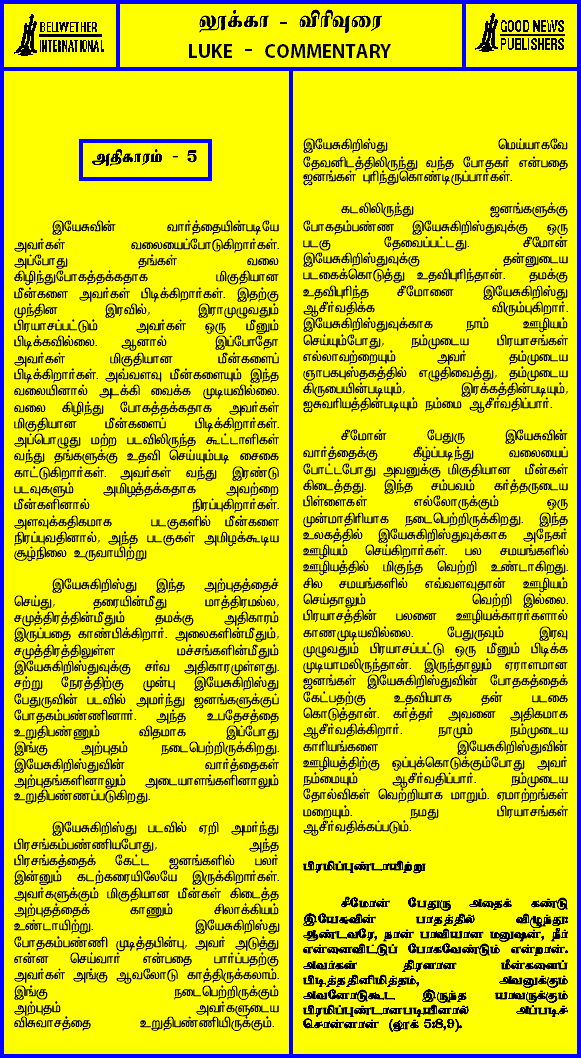 BELLWETHER
INTERNATIONAL
லூக்கா - விரிவுரை
LUKE - COMMENTARY
GOOD NEWS
PUBLISHERS
அதிகாரம் - 5
இயேசுவின் வார்த்தையின்படியே
அவர்கள் வலையைப்போடுகிறார்கள்.
அப்போது தங்கள் வலை
கிழிந்துபோகத்தக்கதாக மிகுதியான
மீன்களை அவர்கள் பிடிக்கிறார்கள். இதற்கு
முந்தின இரவில், இராமுழுவதும்
பிரயாசப்பட்டும் அவர்கள் ஒரு மீனும்
பிடிக்கவில்லை. ஆனால் இப்போதோ
அவர்கள் மிகுதியான மீன்களைப்
பிடிக்கிறார்கள். அவ்வளவு மீன்களையும் இந்த
வலையினால் அடக்கி வைக்க முடியவில்லை.
வலை கிழிந்து போகத்தக்கதாக அவர்கள்
மிகுதியான மீன்களைப் பிடிக்கிறார்கள்.
அப்பொழுது மற்ற படவிலிருந்த கூட்டாளிகள்
வந்து தங்களுக்கு உதவி செய்யும்படி சைகை
காட்டுகிறார்கள். அவர்கள் வந்து இரண்டு
படவுகளும் அமிழத்தக்கதாக அவற்றை
மீன்களினால் நிரப்புகிறார்கள்.
அளவுக்கதிகமாக படகுகளில் மீன்களை
நிரப்புவதினால், அந்த படகுகள் அமிழக்கூடிய
சூழ்நிலை உருவாயிற்று
இயேசுகிறிஸ்து இந்த அற்புதத்தைச்
செய்து, தரையின்மீது மாத்திரமல்ல,
சமுத்திரத்தின்மீதும் தமக்கு அதிகாரம்
இருப்பதை காண்பிக்கிறார். அலைகளின்மீதும்,
சமுத்திரத்திலுள்ள மச்சங்களின்மீதும்
இயேசுகிறிஸ்துவுக்கு சர்வ அதிகாரமுள்ளது.
சற்று நேரத்திற்கு முன்பு இயேசுகிறிஸ்து
பேதுருவின் படவில் அமர்ந்து ஜனங்களுக்குப்
போதகம்பண்ணினார். அந்த உபதேசத்தை
உறுதிபண்ணும் விதமாக இப்போது
இங்கு அற்புதம் நடைபெற்றிருக்கிறது.
இயேசுகிறிஸ்துவின் வார்த்தைகள்
அற்புதங்களினாலும் அடையாளங்களினாலும்
உறுதிபண்ணப்படுகிறது.
இயேசுகிறிஸ்து படவில் ஏறி அமர்ந்து
பிரசங்கம்பண்ணியபோது, அந்த
பிரசங்கத்தைக் கேட்ட ஜனங்களில் பலர்
இன்னும் கடற்கரையிலேயே இருக்கிறார்கள்.
அவர்களுக்கும் மிகுதியான மீன்கள் கிடைத்த
அற்புதத்தைக் காணும் சிலாக்கியம்
உண்டாயிற்று. இயேசுகிறிஸ்து
போதகம்பண்ணி முடித்தபின்பு, அவர் அடுத்து
என்ன செய்வார் என்பதை பார்ப்பதற்கு
அவர்கள் அங்கு ஆவலோடு காத்திருக்கலாம்.
இங்கு நடைபெற்றிருக்கும்
அற்புதம் அவர்களுடைய
விசுவாசத்தை உறுதிபண்ணியிருக்கும்.
இயேசுகிறிஸ்து மெய்யாகவே
தேவனிடத்திலிருந்து வந்த போதகர் என்பதை
ஜனங்கள் புரிந்துகொண்டிருப்பார்கள்.
கடலிலிருந்து ஜனங்களுக்கு
போதகம்பண்ண இயேசுகிறிஸ்துவுக்கு ஒரு
படகு தேவைப்பட்டது. சீமோன்
இயேசுகிறிஸ்துவுக்கு தன்னுடைய
படகைக்கொடுத்து உதவிபுரிந்தான். தமக்கு
உதவிபுரிந்த சீமோனை இயேசுகிறிஸ்து
ஆசீர்வதிக்க விரும்புகிறார்.
இயேசுகிறிஸ்துவுக்காக நாம் ஊழியம்
செய்யும்போது, நம்முடைய பிரயாசங்கள்
எல்லாவற்றையும் அவர் தம்முடைய
ஞாபகபுஸ்தகத்தில் எழுதிவைத்து, தம்முடைய
கிருபையின்படியும், இரக்கத்தின்படியும்,
ஐசுவரியத்தின்படியும் நம்மை ஆசீர்வதிப்பார்.
சீமோன் பேதுரு இயேசுவின்
வார்த்தைக்கு கீழ்ப்படிந்து வலையைப்
போட்டபோது அவனுக்கு மிகுதியான மீன்கள்
கிடைத்தது. இந்த சம்பவம் கர்த்தருடைய
பிள்ளைகள் எல்லோருக்கும் ஒரு
முன்மாதிரியாக நடைபெற்றிருக்கிறது. இந்த
உலகத்தில் இயேசுகிறிஸ்துவுக்காக அநேகர்
ஊழியம் செய்கிறார்கள். பல சமயங்களில்
ஊழியத்தில் மிகுந்த வெற்றி உண்டாகிறது.
சில சமயங்களில் எவ்வளவுதான் ஊழியம்
செய்தாலும் வெற்றி இல்லை.
பிரயாசத்தின் பலனை ஊழியக்காரர்களால்
காணமுடியவில்லை. பேதுருவும் இரவு
முழுவதும் பிரயாசப்பட்டு ஒரு மீனும் பிடிக்க
முடியாமலிருந்தான். இருந்தாலும் ஏராளமான
ஜனங்கள் இயேசுகிறிஸ்துவின் போதகத்தைக்
கேட்பதற்கு உதவியாக தன் படகை
கொடுத்தான். கர்த்தர் அவனை அதிகமாக
ஆசீர்வதிக்கிறார். நாமும் நம்முடைய
காரியங்களை இயேசுகிறிஸ்துவின்
ஊழியத்திற்கு ஒப்புக்கொடுக்கும்போது அவர்
நம்மையும் ஆசீர்வதிப்பார். நம்முடைய
தோல்விகள் வெற்றியாக மாறும். ஏமாற்றங்கள்
மறையும். நமது பிரயாசங்கள்
ஆசீர்வதிக்கப்படும்.
பிரமிப்புண்டாயிற்று
சீமோன் பேதுரு அதைக் கண்டு
இயேசுவின் பாதத்தில் விழுந்து:
ஆண்டவரே, நான் பாவியான மனுஷன், நீர்
என்னைவிட்டுப் போகவேண்டும் என்றான்.
அவர்கள் திரளான மீன்களைப்
பிடித்ததினிமித்தம், அவனுக்கும்
அவனோடுகூட இருந்த யாவருக்கும்
பிரமிப்புண்டானபடியினால் அப்படிச்
சொன்னான் (லூக் 5:8,9).